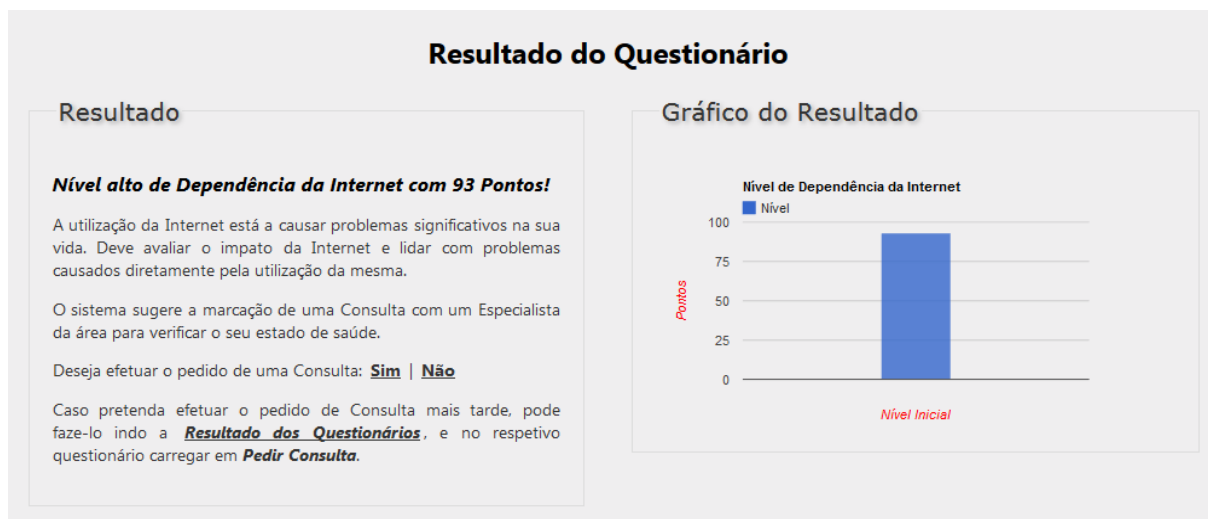 Resultado do Questionário
Resultado
Nível alto de Dependência da Internet com 93 Pontos!
A utilização da Internet está a causar problemas significativos na sua
vida. Deve avaliar o impato da Internet e lidar com problemas
causados diretamente pela utilização da mesma.
O sistema sugere a marcação de uma Consulta com um Especialista
da área para verificar o seu estado de saúde.
Deseja efetuar o pedido de uma Consulta: Sim | Não
Caso pretenda efetuar o pedido de Consulta mais tarde, pode
faze-lo indo a Resultado dos Questionários, e no respetivo
questionário carregar em Pedir Consulta.
Gráfico do Resultado
Nível de Dependência da Internet
Nível
100
75
50
25
0
Pontos
Nível Inicial